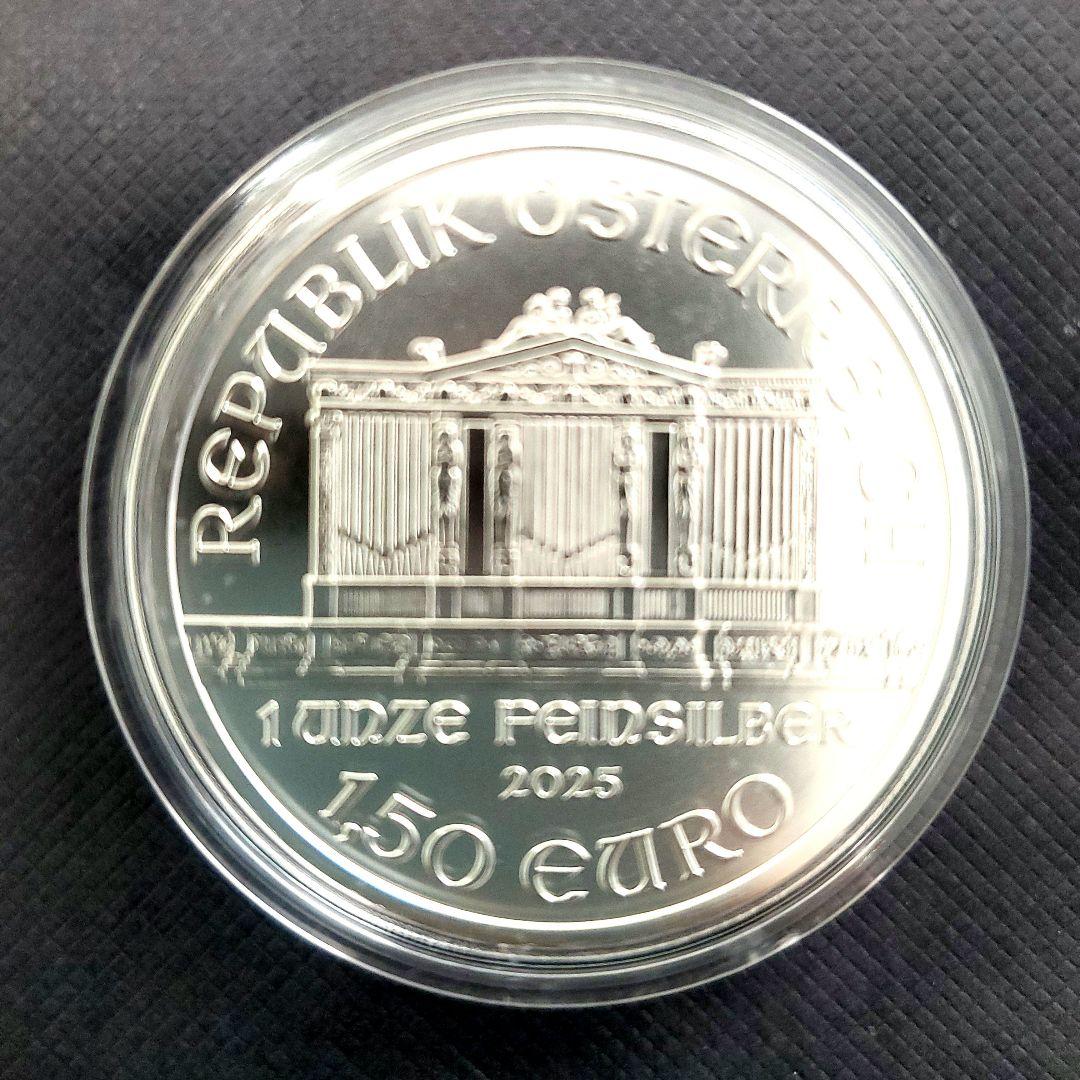 REPUBLIK ÖSTERREICH
1 UNZE FEINSILBER
2025
1,50 EURO